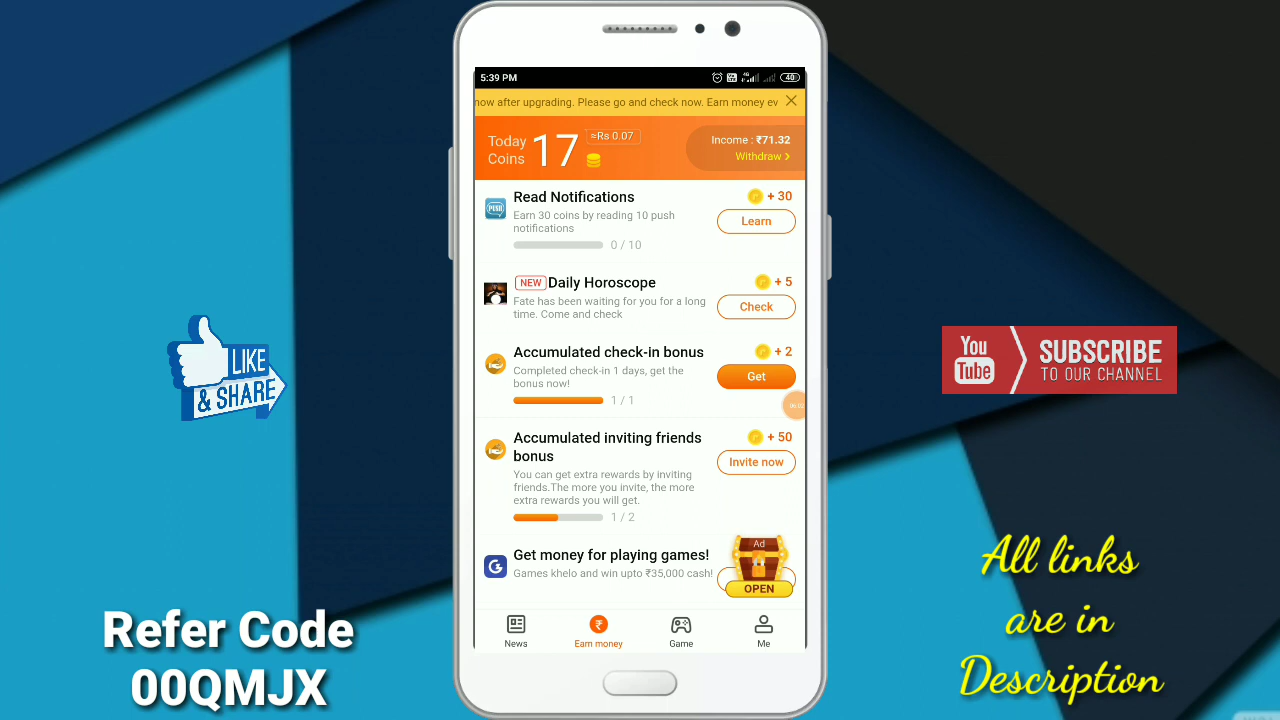 5:39 PM
40
now after upgrading. Please go and check now. Earn money ev
Today
Coins
17
≈Rs 0.07
Income : ₹71.32
Withdraw
Read Notifications
+ 30
Earn 30 coins by reading 10 push
notifications
Learn
0 / 10
PUSH
NEW Daily Horoscope
+ 5
Fate has been waiting for you for a long
time. Come and check
Check
Accumulated check-in bonus
+ 2
Completed check-in 1 days, get the
bonus now!
Get
1 / 1
Accumulated inviting friends
bonus
+ 50
You can get extra rewards by inviting
friends.The more you invite, the more
extra rewards you will get.
Invite now
1 / 2
Get money for playing games!
Games khelo and win upto ₹35,000 cash!
Ad
OPEN
News
Earn money
Game
Me
LIKE
& SHARE
Refer Code
00QMJX
You
Tube
SUBSCRIBE
TO OUR CHANNEL
All links
are in
Description